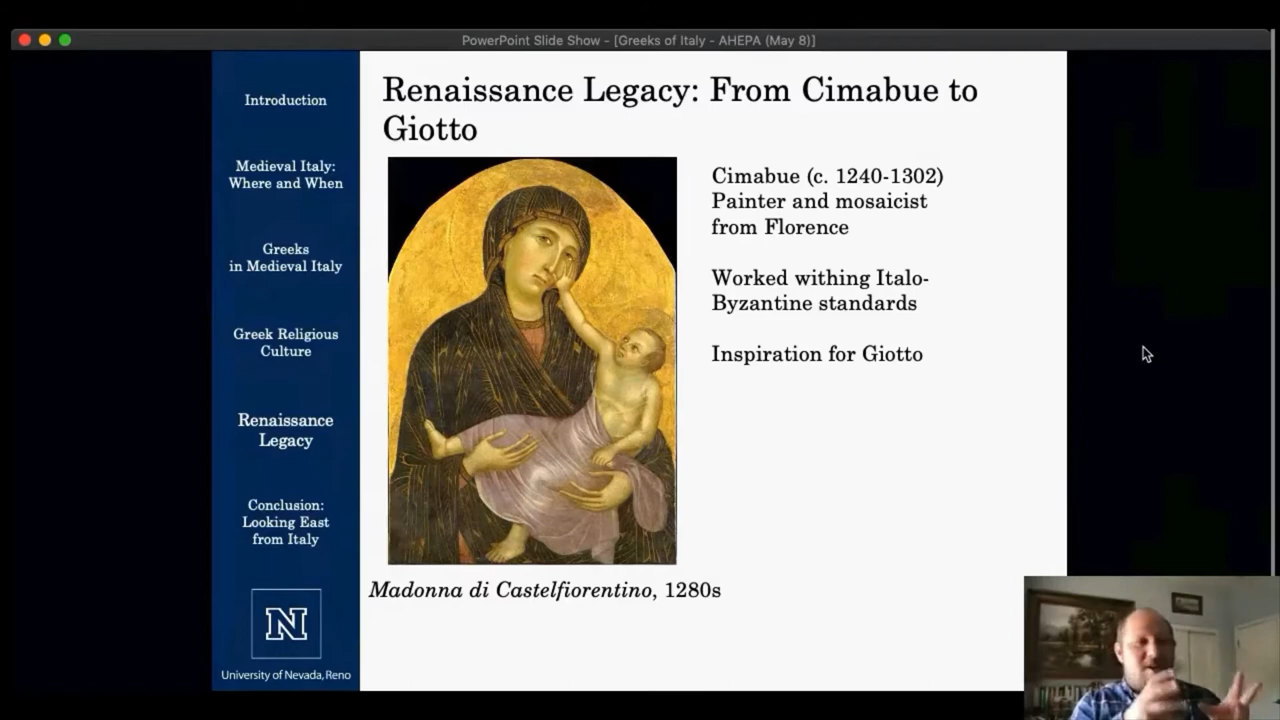 PowerPoint Slide Show - [Greeks of Italy - AHEPA (May 8)]
Introduction
Medieval Italy:
Where and When
Greeks
in Medieval Italy
Greek Religious
Culture
Renaissance
Legacy
Conclusion:
Looking East
from Italy
N
University of Nevada, Reno
Renaissance Legacy: From Cimabue to
Giotto
Cimabue (c. 1240-1302)
Painter and mosaicist
from Florence
Worked withing Italo-
Byzantine standards
Inspiration for Giotto
Madonna di Castelfiorentino, 1280s